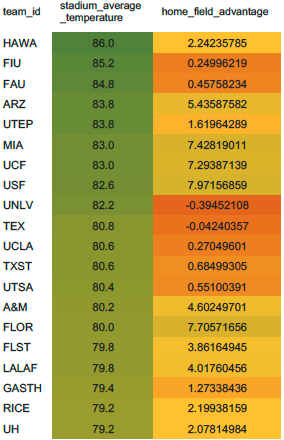 team_id stadium_average_temperature home_field_advantage
HAWA 86.0 2.24235785
FIU 85.2 0.24996219
FAU 84.8 0.45758234
ARZ 83.8 5.43587582
UTEP 83.8 1.61964289
MIA 83.0 7.42819011
UCF 83.0 7.29387139
USF 82.6 7.97156859
UNLV 82.2 -0.39452108
TEX 80.8 -0.04240357
UCLA 80.6 0.27049601
TXST 80.6 0.68499305
UTSA 80.4 0.55100391
A&M 80.2 4.60249701
FLOR 80.0 7.70571656
FLST 79.8 3.86164945
LALAF 79.8 4.01760456
GASTH 79.4 1.27338436
RICE 79.2 2.19938159
UH 79.2 2.07814984